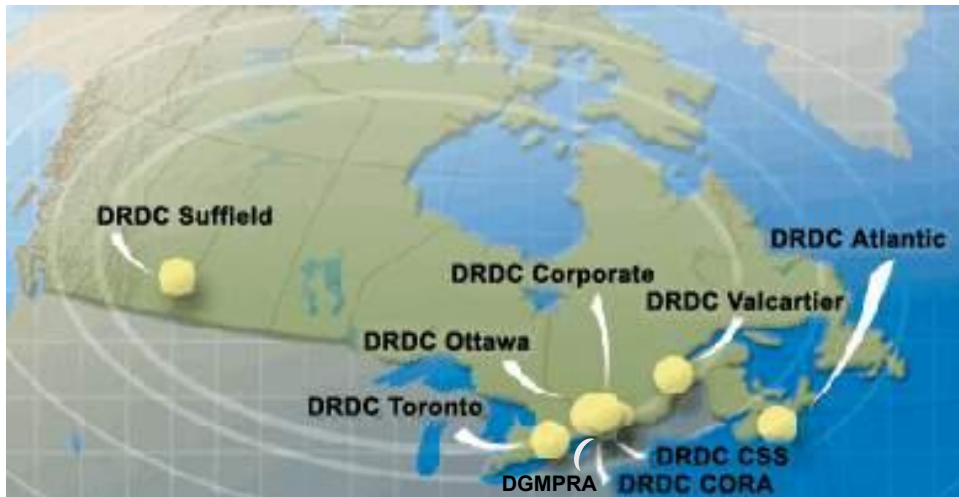 DRDC Suffield
DRDC Atlantic
DRDC Corporate
DRDC Valcartier
DRDC Ottawa
DRDC Toronto
DRDC CSS
DGMPRA
DRDC CORA